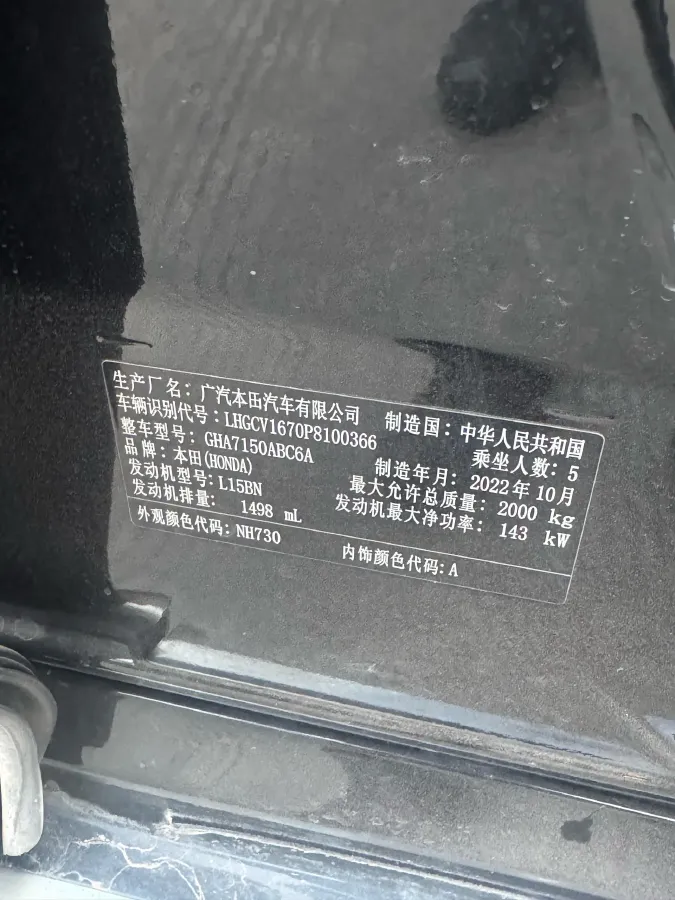 生产厂名：广汽本田汽车有限公司 制造国：中华人民共和国
车辆识别代号：LHGCV1670P8100366 乘坐人数：5
整车型号：GHA7150ABC6A 制造年月：2022年10月
品牌：本田(HONDA) 最大允许总质量：2000 kg
发动机型号：L15BN 发动机最大净功率：143 kW
发动机排量：1498 mL
外观颜色代码：NH730 内饰颜色代码：A